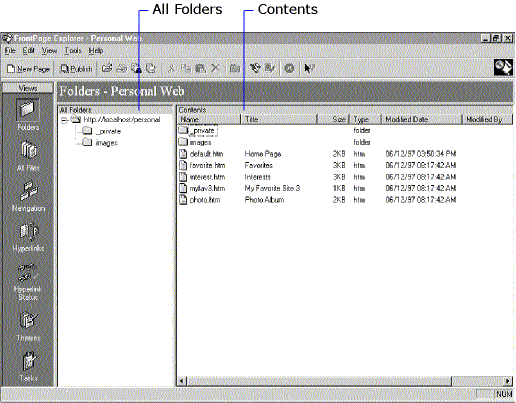 All Folders Contents
FrontPage Explorer - Personal Web
File Edit View Tools Help
New Page Publish
Views Folders - Personal Web
All Folders Contents
Name Title Size Type Modified Date Modified By
http://localhost/personal
_private
images
_private folder
images folder
default.htm Home Page 2KB htm 06/12/97 03:50:34 PM
favorite.htm Favorites 3KB htm 06/12/97 08:17:42 AM
interest.htm Interests 3KB htm 06/12/97 08:17:42 AM
myfav3.htm My Favorite Site 3 1KB htm 06/12/97 08:17:42 AM
photo.htm Photo Album 2KB htm 06/12/97 08:17:42 AM
Folders
All Files
Navigation
Hyperlinks
Hyperlink
Status
Themes
Tasks
NUM